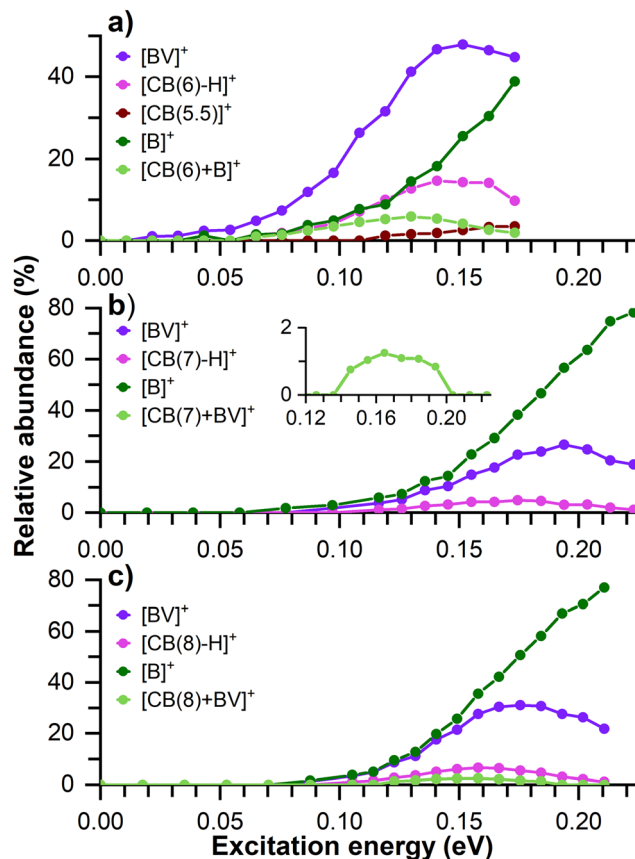 a)
[BV]⁺
[CB(6)-H]⁺
[CB(5.5)]⁺
[B]⁺
[CB(6)+B]⁺
40
20
0
0.00 0.05 0.10 0.15 0.20
Relative abundance (%)
b)
[BV]⁺
[CB(7)-H]⁺
[B]⁺
[CB(7)+BV]⁺
80
60
40
20
0
2
0
0.12 0.16 0.20
0.00 0.05 0.10 0.15 0.20
c)
[BV]⁺
[CB(8)-H]⁺
[B]⁺
[CB(8)+BV]⁺
80
60
40
20
0
0.00 0.05 0.10 0.15 0.20
Excitation energy (eV)